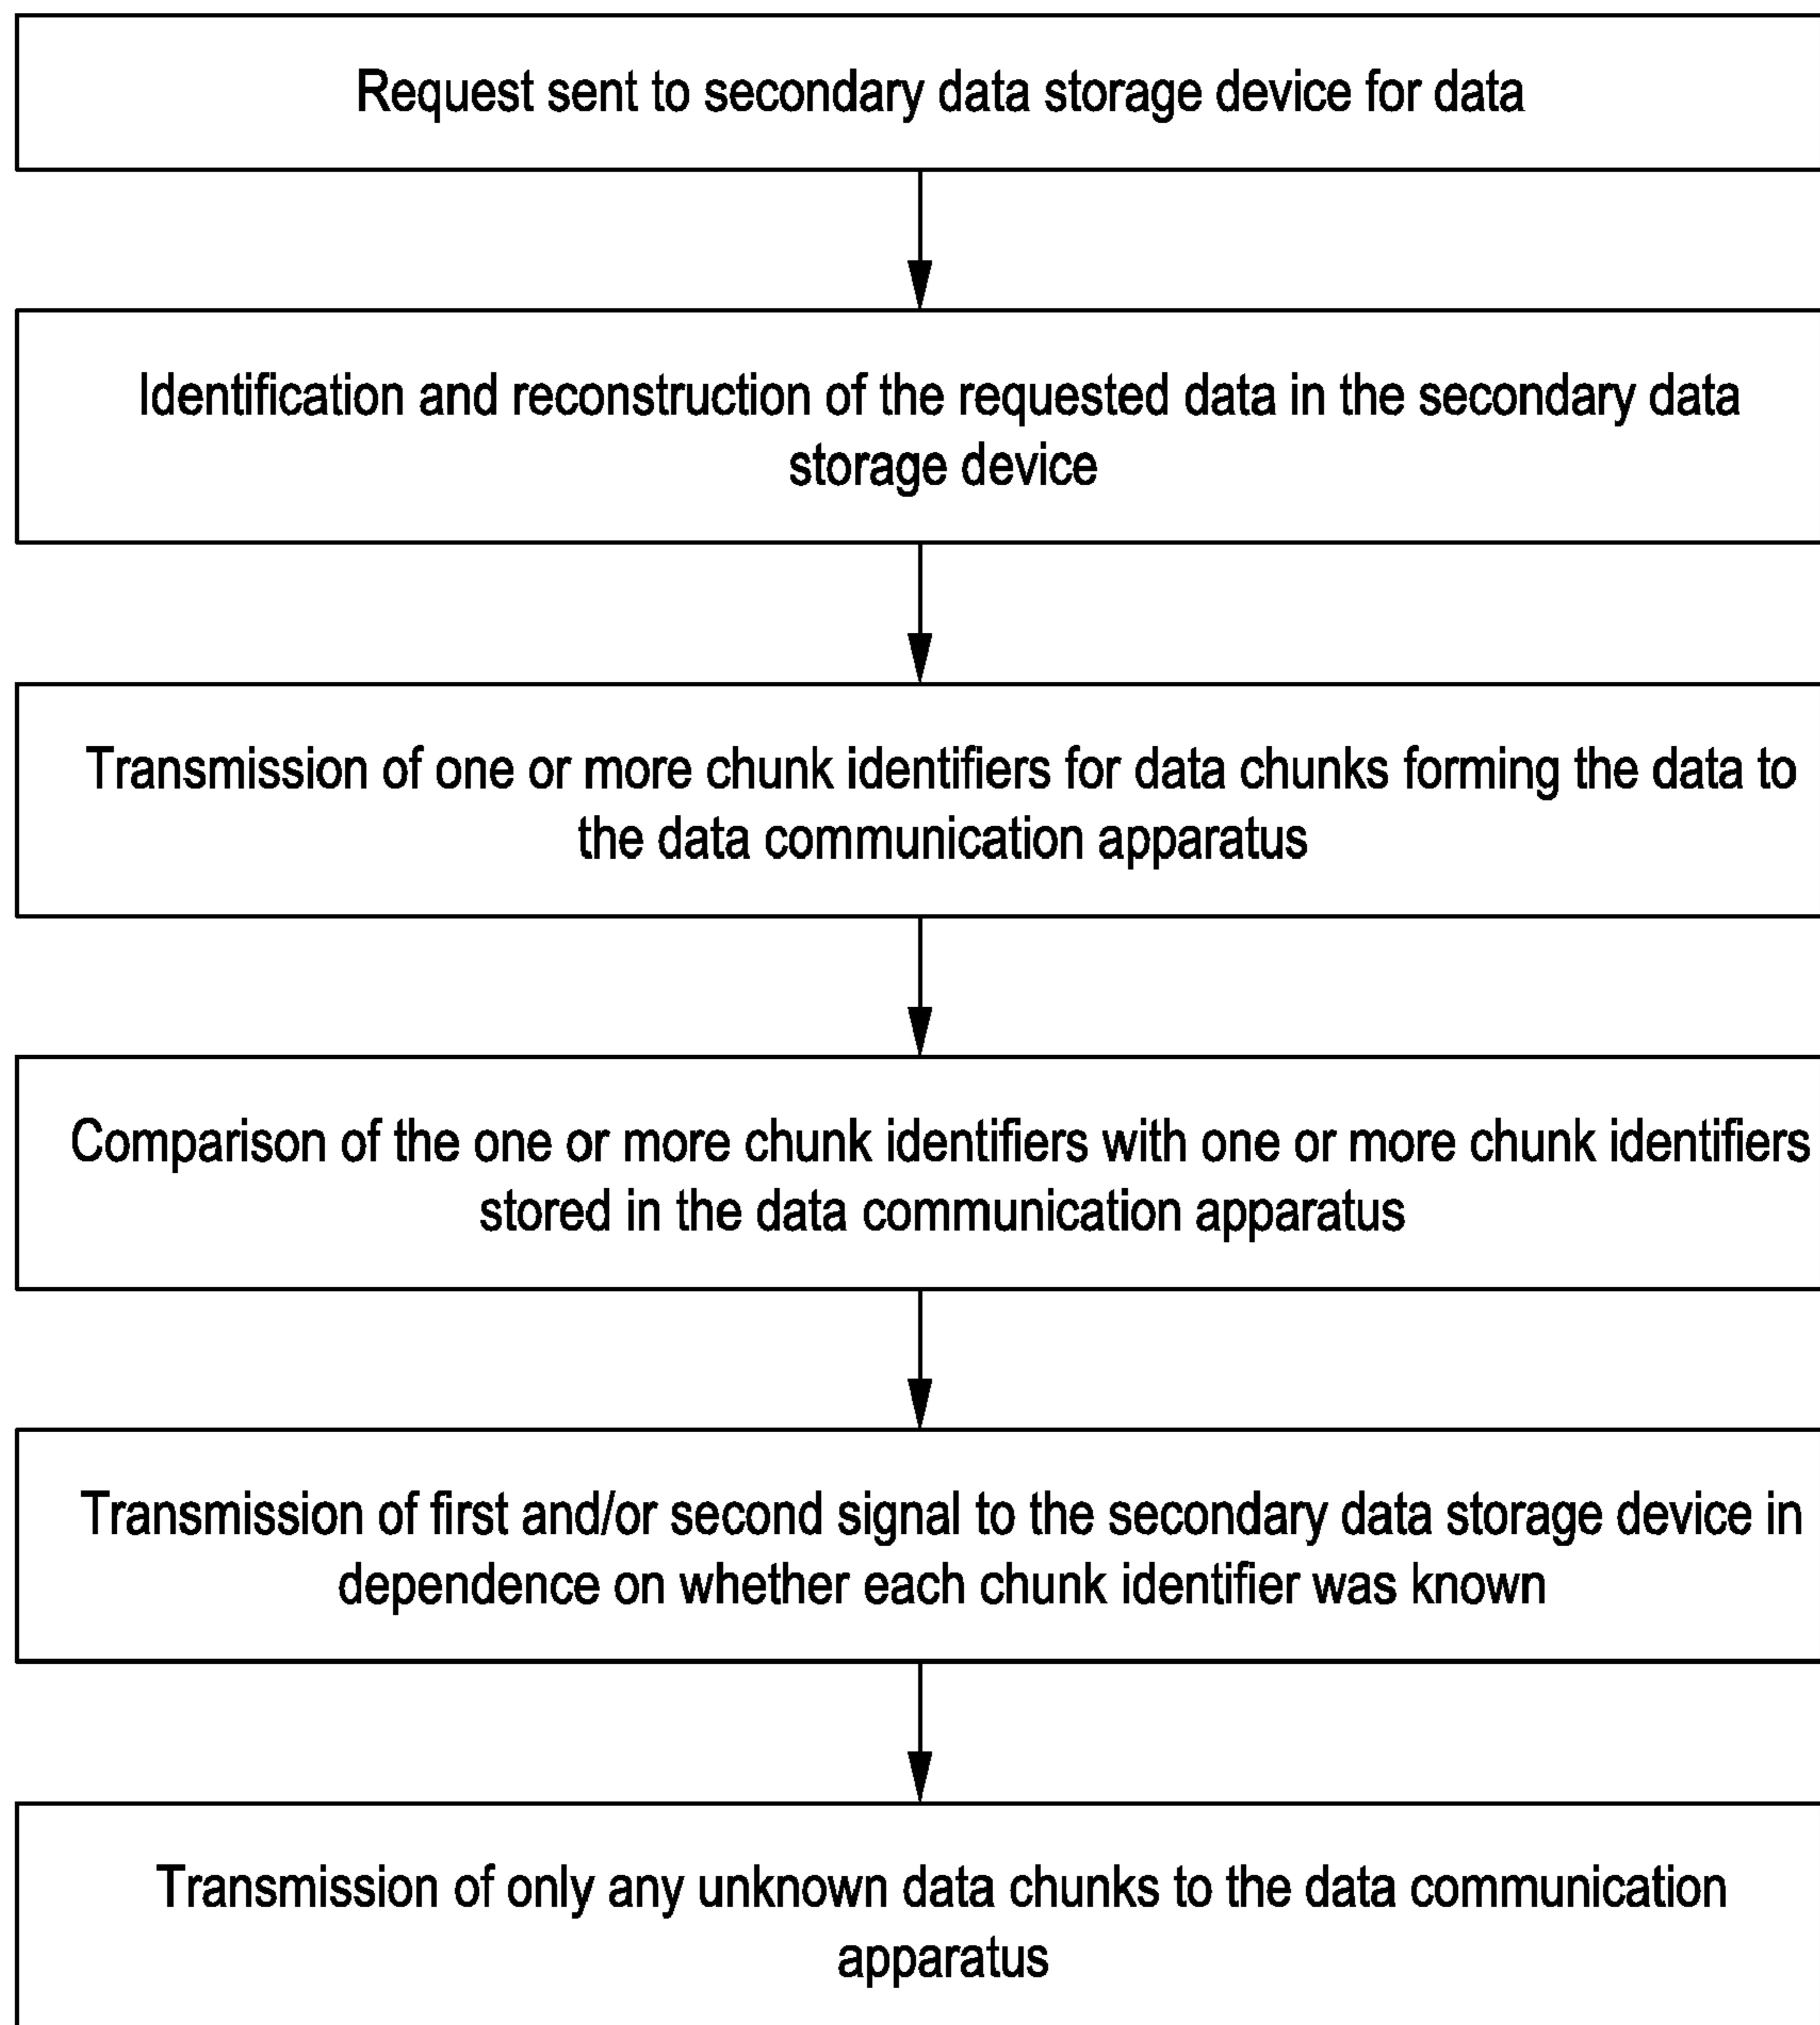 Request sent to secondary data storage device for data
Identification and reconstruction of the requested data in the secondary data
storage device
Transmission of one or more chunk identifiers for data chunks forming the data to
the data communication apparatus
Comparison of the one or more chunk identifiers with one or more chunk identifiers
stored in the data communication apparatus
Transmission of first and/or second signal to the secondary data storage device in
dependence on whether each chunk identifier was known
Transmission of only any unknown data chunks to the data communication
apparatus